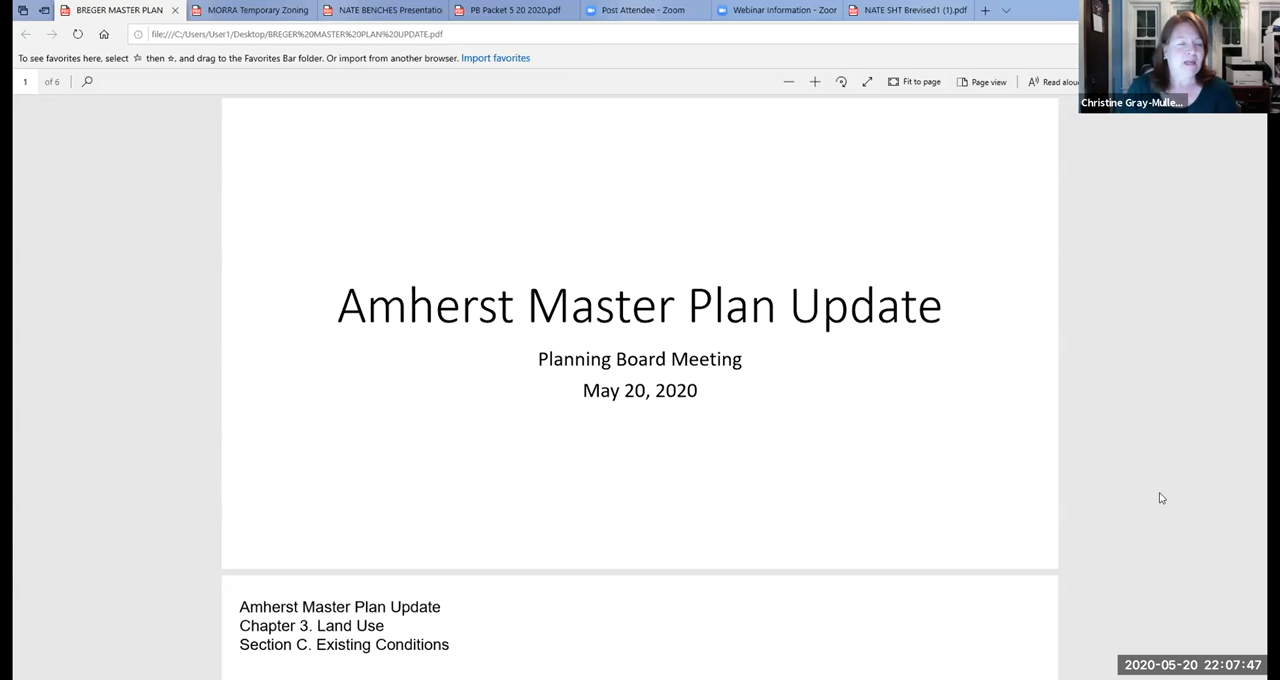 BREGER MASTER PLAN
MORRA Temporary Zoning
NATE BENCHES Presentatio
PB Packet 5 20 2020.pdf
Post Attendee - Zoom
Webinar Information - Zoor
NATE SHT Brevised1 (1).pdf
file:///C:/Users/User1/Desktop/BREGER%20MASTER%20PLAN%20UPDATE.pdf
To see favorites here, select ☆ then ☆, and drag to the Favorites Bar folder. Or import from another browser. Import favorites
1 of 6
Fit to page
Page view
Read alou
Christine Gray-Mulle...
Amherst Master Plan Update
Planning Board Meeting
May 20, 2020
Amherst Master Plan Update
Chapter 3. Land Use
Section C. Existing Conditions
2020-05-20 22:07:47